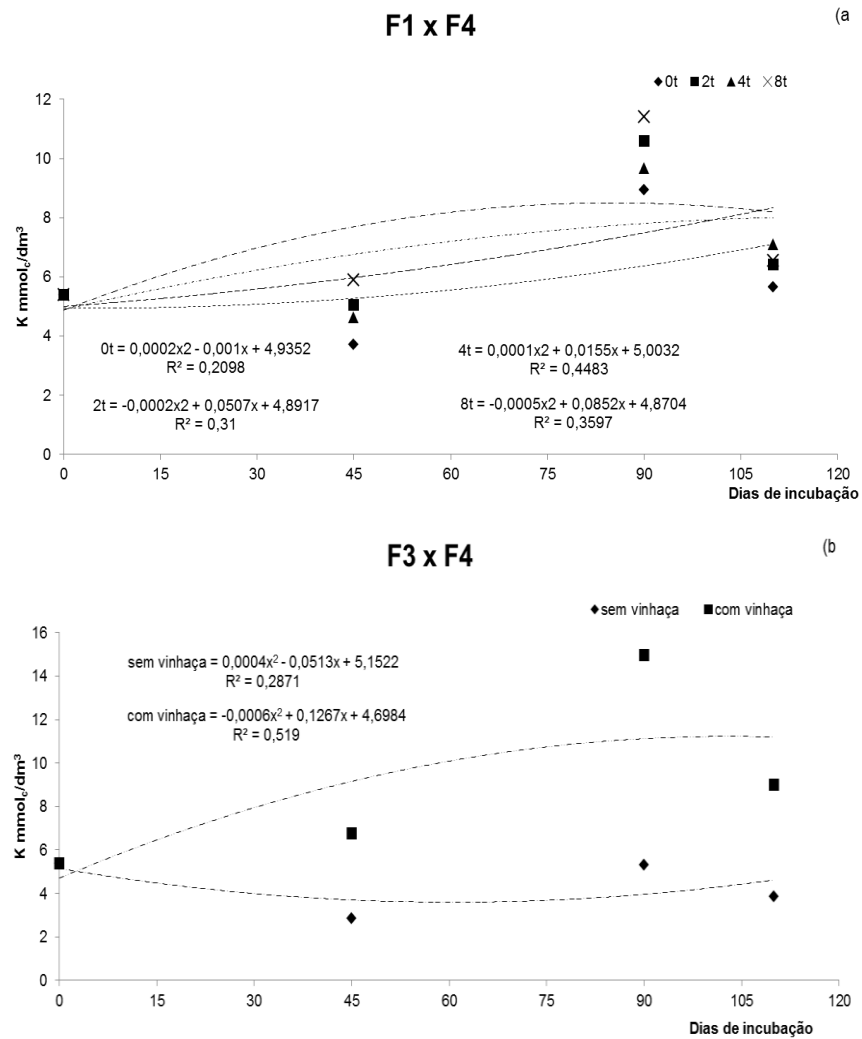 (a
F1 x F4
0t 2t 4t 8t
12
10
8
6
4
2
0
K mmolc/dm³
0t = 0,0002x2 - 0,001x + 4,9352
R² = 0,2098
4t = 0,0001x2 + 0,0155x + 5,0032
R² = 0,4483
2t = -0,0002x2 + 0,0507x + 4,8917
R² = 0,31
8t = -0,0005x2 + 0,0852x + 4,8704
R² = 0,3597
0 15 30 45 60 75 90 105 120
Dias de incubação
(b
F3 x F4
sem vinhaça com vinhaça
16
14
12
10
8
6
4
2
0
K mmolc/dm³
sem vinhaça = 0,0004x² - 0,0513x + 5,1522
R² = 0,2871
com vinhaça = -0,0006x² + 0,1267x + 4,6984
R² = 0,519
0 15 30 45 60 75 90 105 120
Dias de incubação